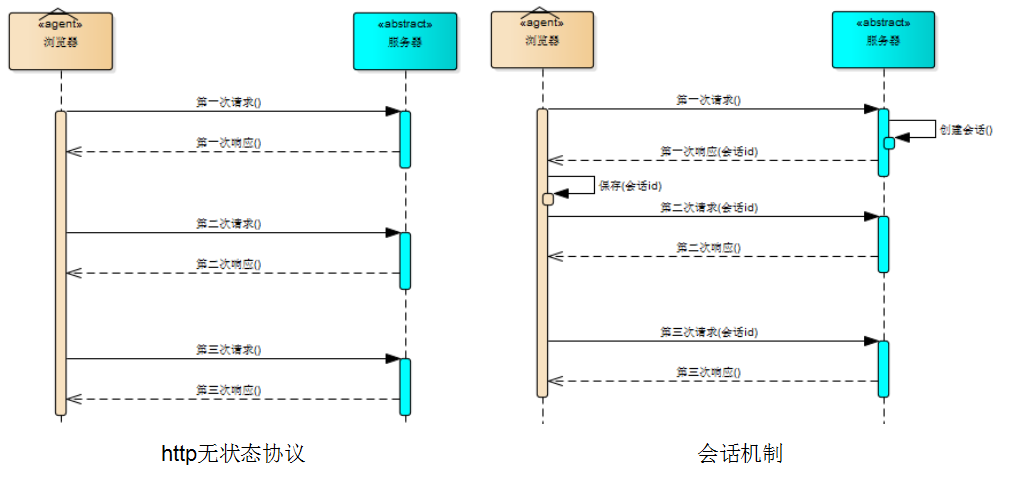 «agent»
浏览器
«abstract»
服务器
第一次请求()
第一次响应()
第二次请求()
第二次响应()
第三次请求()
第三次响应()
http无状态协议
«agent»
浏览器
«abstract»
服务器
第一次请求()
创建会话()
第一次响应(会话id)
保存(会话id)
第二次请求(会话id)
第二次响应()
第三次请求(会话id)
第三次响应()
会话机制